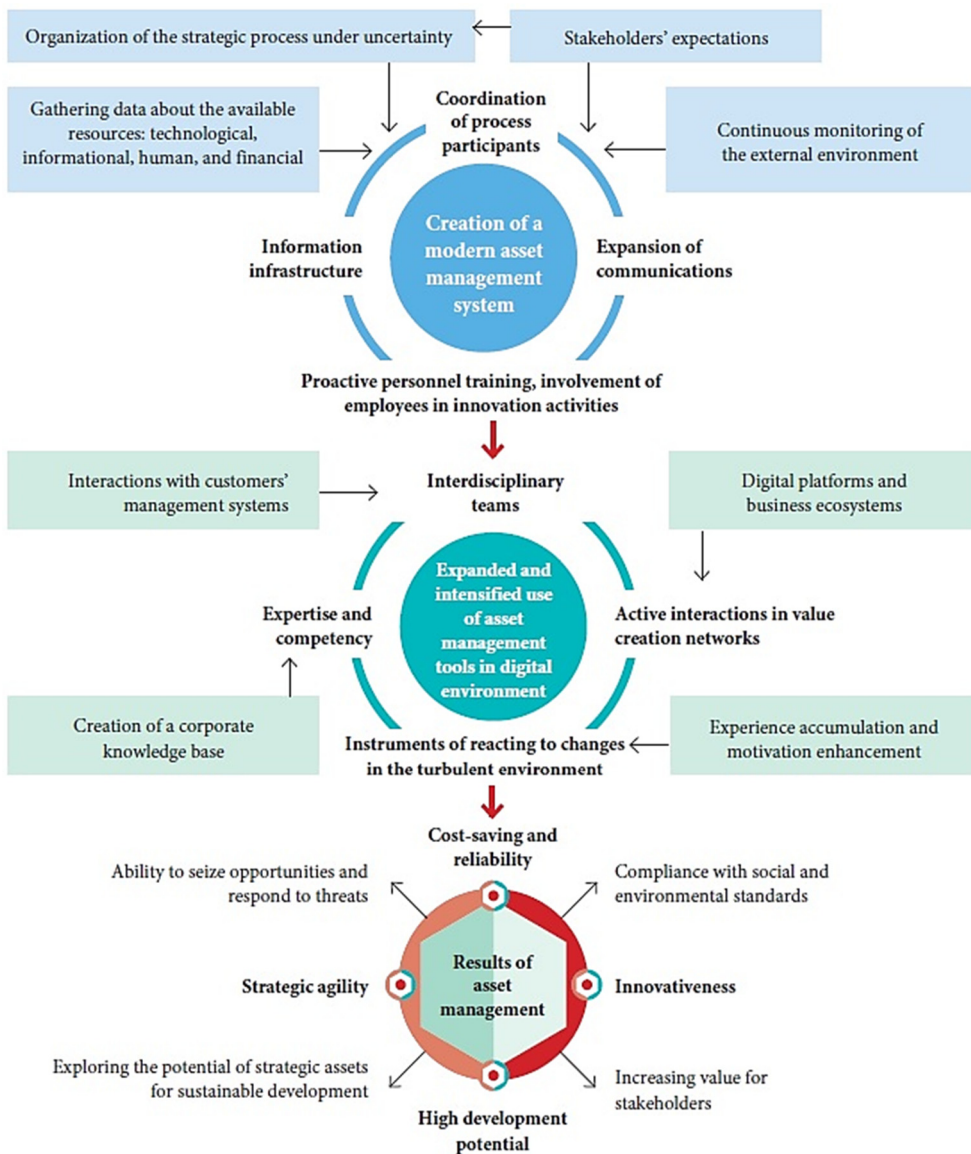 Organization of the strategic process under uncertainty
Stakeholders’ expectations
Gathering data about the available
resources: technological,
informational, human, and financial
Coordination
of process
participants
Continuous monitoring of
the external environment
Information
infrastructure
Creation of a
modern asset
management
system
Expansion of
communications
Proactive personnel training, involvement of
employees in innovation activities
Interactions with customers’
management systems
Interdisciplinary
teams
Digital platforms and
business ecosystems
Expertise and
competency
Expanded and
intensified use
of asset
management
tools in digital
environment
Active interactions in value
creation networks
Creation of a corporate
knowledge base
Instruments of reacting to changes
in the turbulent environment
Experience accumulation and
motivation enhancement
Cost-saving and
reliability
Ability to seize opportunities and
respond to threats
Compliance with social and
environmental standards
Strategic agility
Results of
asset
management
Innovativeness
Exploring the potential of strategic assets
for sustainable development
Increasing value for
stakeholders
High development
potential